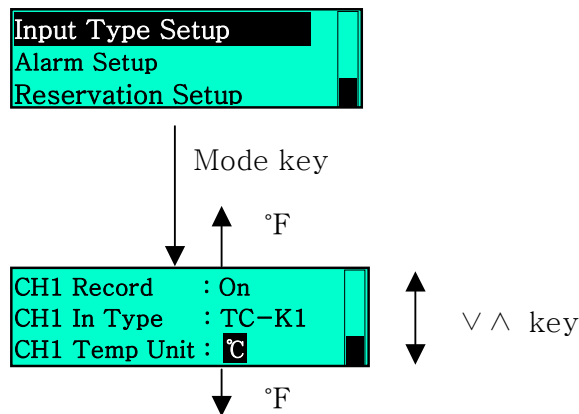 Input Type Setup
Alarm Setup
Reservation Setup
Mode key
℉
CH1 Record : On
CH1 In Type : TC-K1
CH1 Temp Unit : ℃
∨∧ key
℉